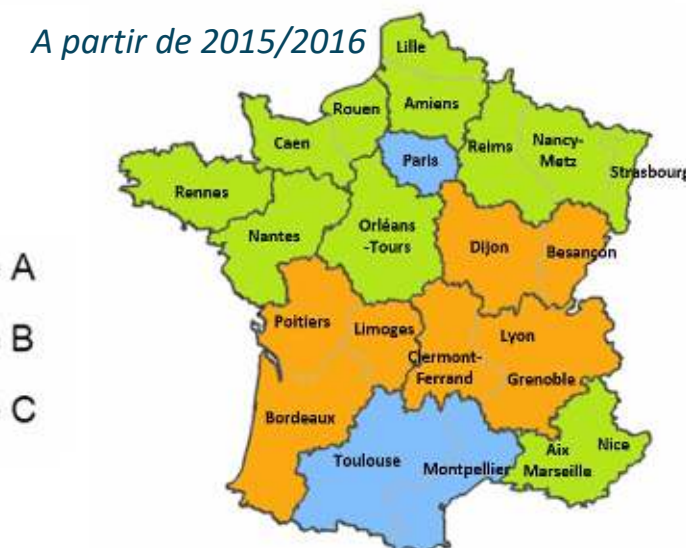 A partir de 2015/2016
Lille
Amiens
Rouen
Caen
Paris
Reims
Nancy-
Metz
Strasbourg
Rennes
Nantes
Orléans
-Tours
Dijon
Besançon
A
B
C
Poitiers
Limoges
Clermont-
Ferrand
Lyon
Grenoble
Bordeaux
Toulouse
Montpellier
Aix
Marseille
Nice